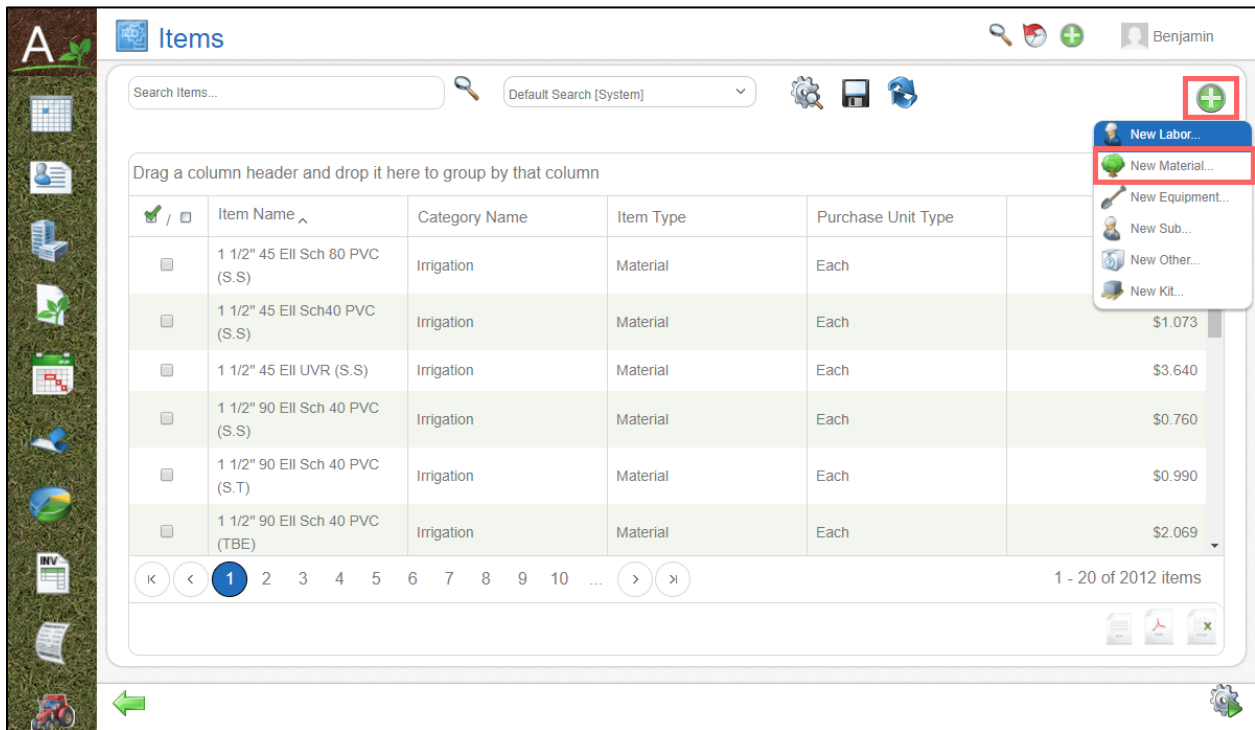 A
Items
Benjamin
Search Items...
Default Search [System]
New Labor...
New Material...
New Equipment...
New Sub...
New Other...
New Kit...
Drag a column header and drop it here to group by that column
/ Item Name Category Name Item Type Purchase Unit Type
1 1/2" 45 Ell Sch 80 PVC
(S.S) Irrigation Material Each
1 1/2" 45 Ell Sch40 PVC
(S.S) Irrigation Material Each $1.073
1 1/2" 45 Ell UVR (S.S) Irrigation Material Each $3.640
1 1/2" 90 Ell Sch 40 PVC
(S.S) Irrigation Material Each $0.760
1 1/2" 90 Ell Sch 40 PVC
(S.T) Irrigation Material Each $0.990
1 1/2" 90 Ell Sch 40 PVC
(TBE) Irrigation Material Each $2.069
1 2 3 4 5 6 7 8 9 10 ... 1 - 20 of 2012 items
INV